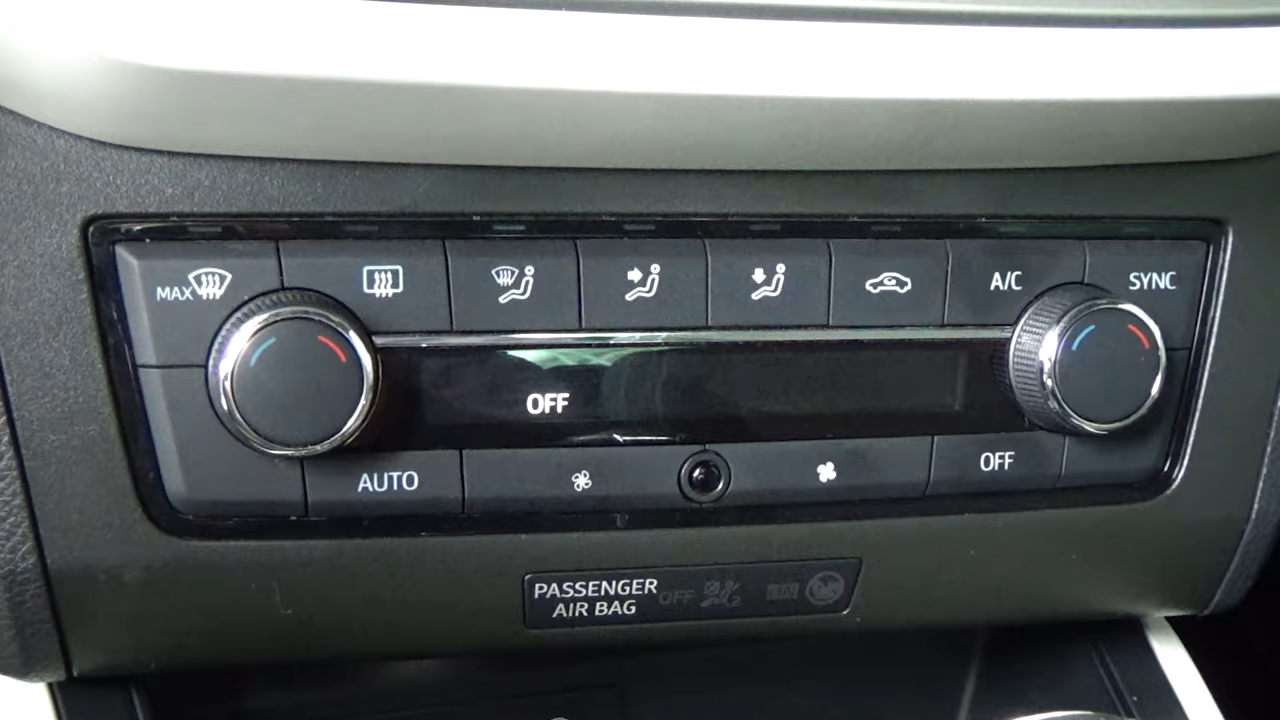 MAX
A/C
SYNC
OFF
AUTO
OFF
PASSENGER
AIR BAG
OFF